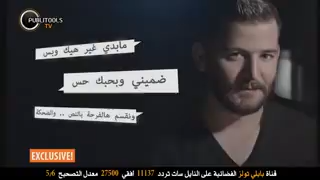 PUBLITOOLS
TV
مابدي غير هيك وبس
ضميني وبحبك حس
ونقسم هالفرحة بالنص .. والضحكة
EXCLUSIVE!
قناة بابلي تولز الفضائية على النايل سات تردد 11137 افقي 27500 معدل التصحيح 5/6